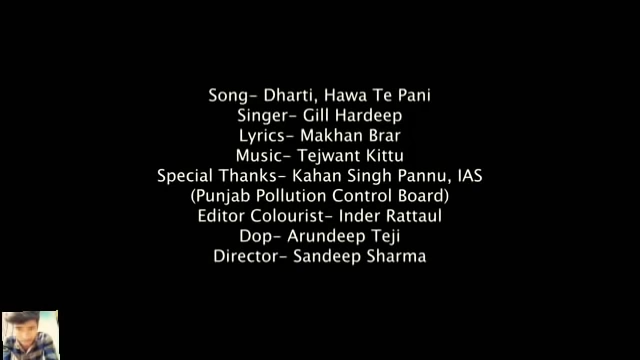 Song- Dharti, Hawa Te Pani
Singer- Gill Hardeep
Lyrics- Makhan Brar
Music- Tejwant Kittu
Special Thanks- Kahan Singh Pannu, IAS
(Punjab Pollution Control Board)
Editor Colourist- Inder Rattaul
Dop- Arundeep Teji
Director- Sandeep Sharma